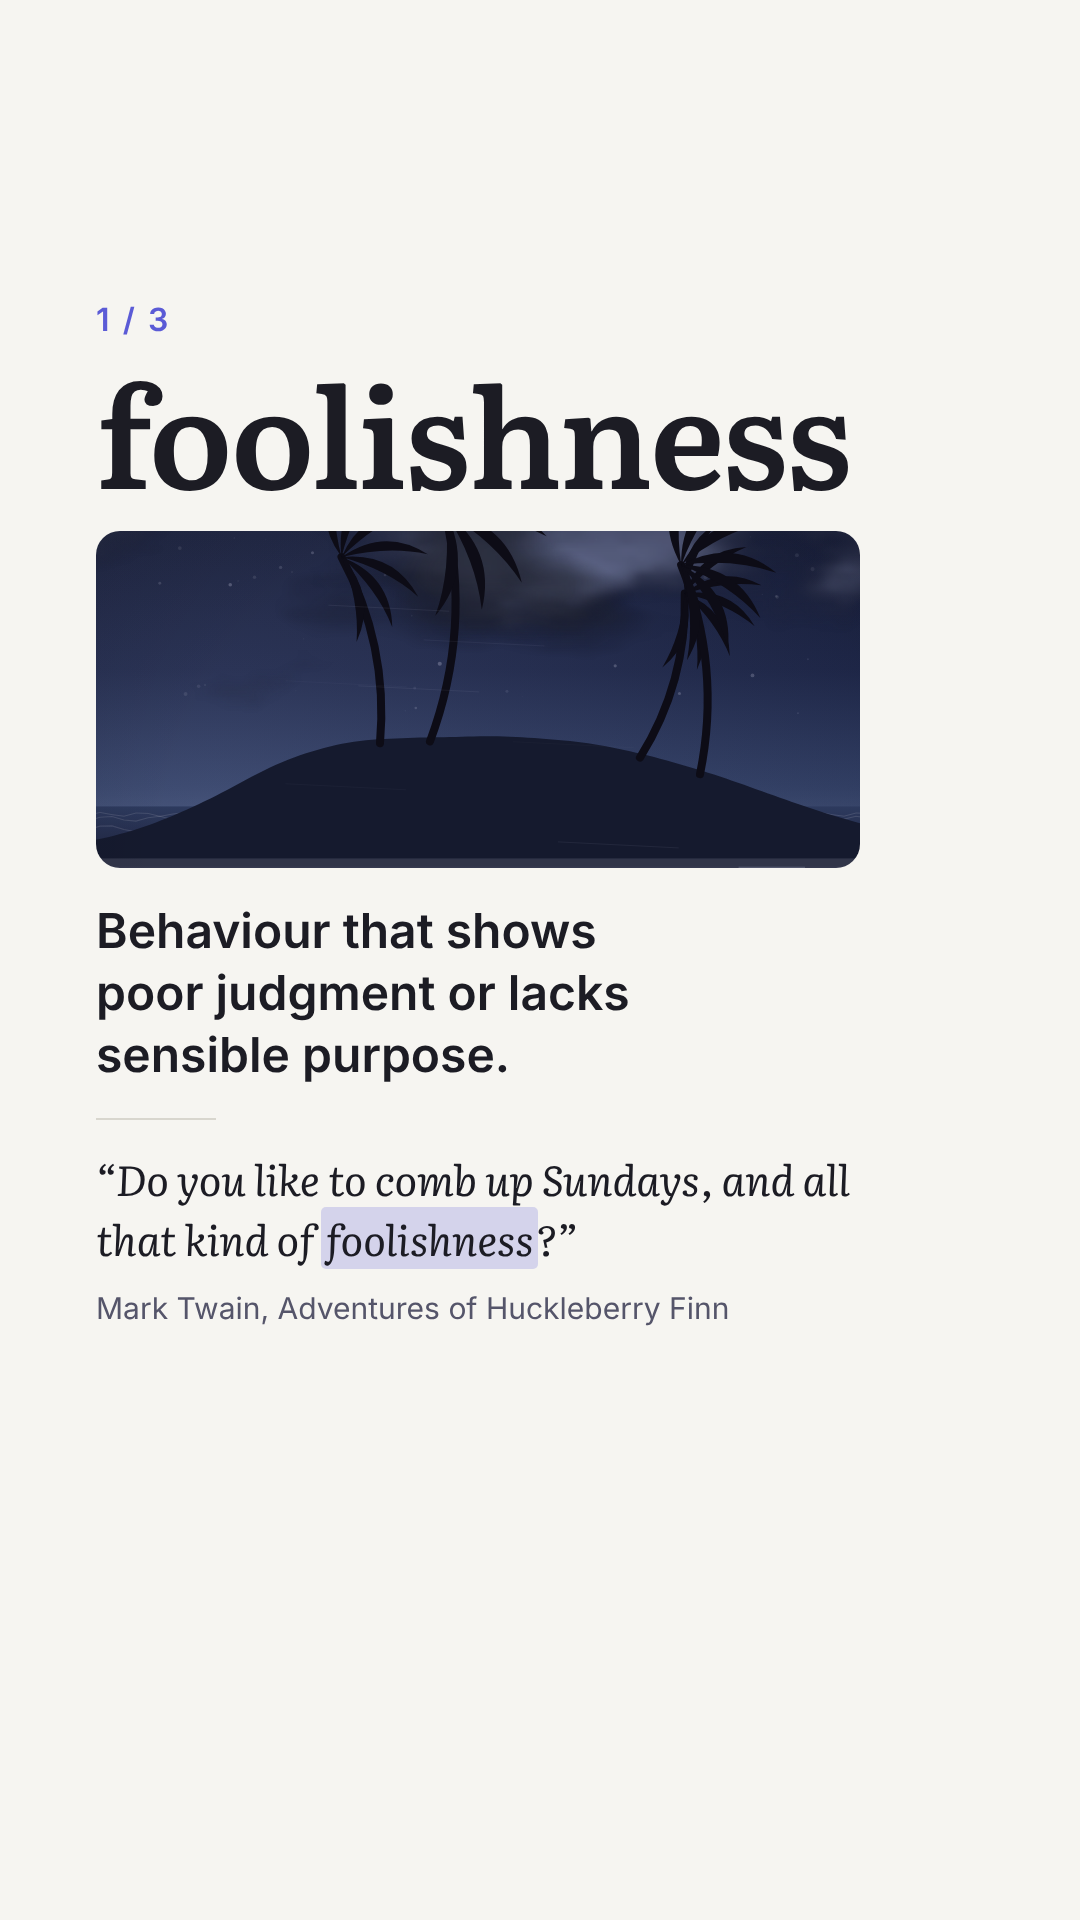 1 / 3
foolishness
Behaviour that shows
poor judgment or lacks
sensible purpose.
“Do you like to comb up Sundays, and all
that kind of foolishness?”
Mark Twain, Adventures of Huckleberry Finn